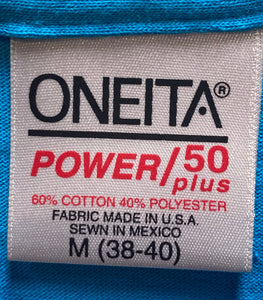 ONEITA®
POWER/50 plus
60% COTTON 40% POLYESTER
FABRIC MADE IN U.S.A.
SEWN IN MEXICO
M (38-40)